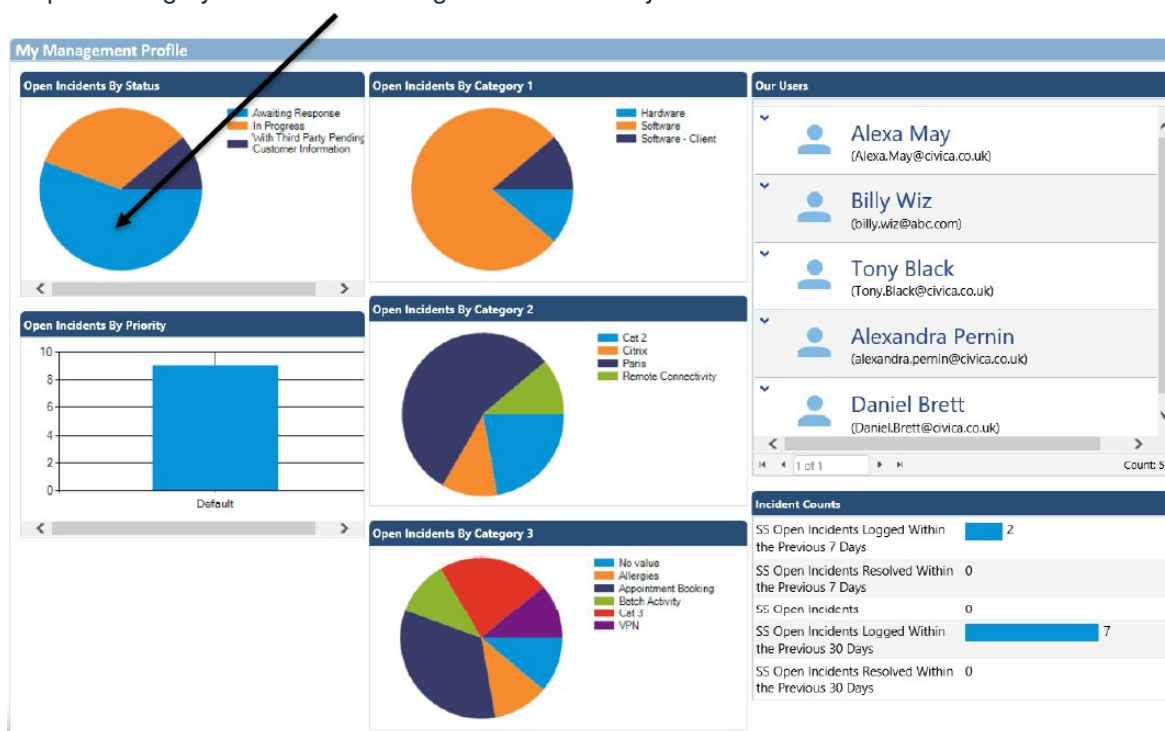 My Management Profile
Open Incidents By Status
Awaiting Response
In Progress
With Third Party Pending
Customer Information
Open Incidents By Priority
10
8
6
4
2
0
Default
Open Incidents By Category 1
Hardware
Software
Software - Client
Open Incidents By Category 2
Cat 2
Citrix
Paris
Remote Connectivity
Open Incidents By Category 3
No value
Allergies
Appointment Booking
Batch Activity
Cat 3
VPN
Our Users
Alexa May
(Alexa.May@civica.co.uk)
Billy Wiz
(billy.wiz@abc.com)
Tony Black
(Tony.Black@civica.co.uk)
Alexandra Pernin
(alexandra.pernin@civica.co.uk)
Daniel Brett
(Daniel.Brett@civica.co.uk)
1 of 1
Count: 5
Incident Counts
SS Open Incidents Logged Within 2
the Previous 7 Days
SS Open Incidents Resolved Within 0
the Previous 7 Days
SS Open Incidents 0
SS Open Incidents Logged Within 7
the Previous 30 Days
SS Open Incidents Resolved Within 0
the Previous 30 Days